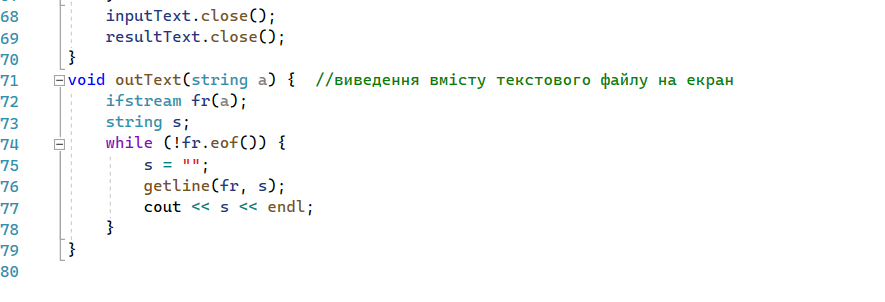 68 inputText.close();
69 resultText.close();
70 }
71 void outText(string a) { //виведення вмісту текстового файлу на екран
72 ifstream fr(a);
73 string s;
74 while (!fr.eof()) {
75 s = "";
76 getline(fr, s);
77 cout << s << endl;
78 }
79 }
80